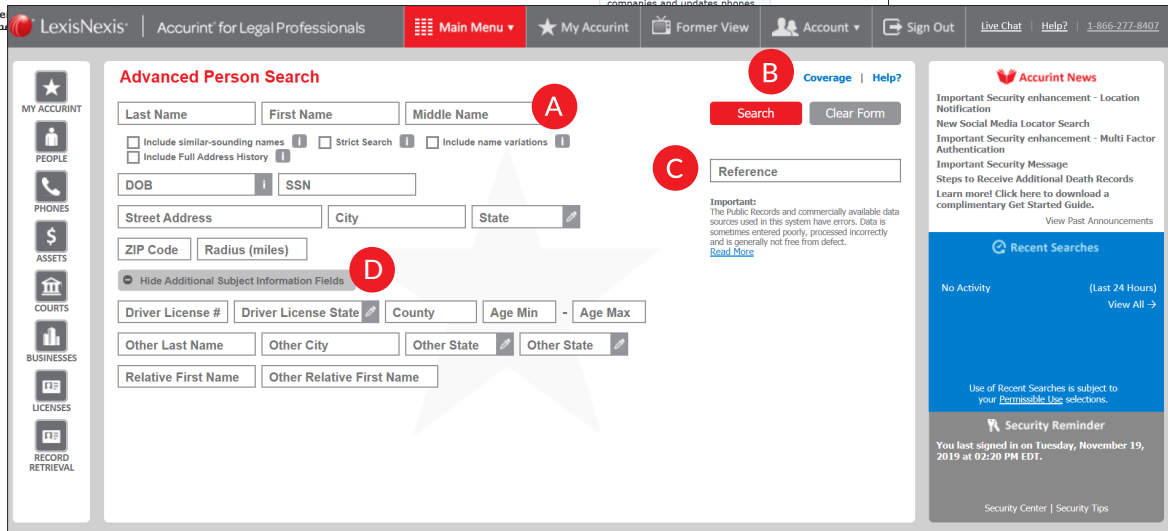 companies and updates phones
LexisNexis® Accurint® for Legal Professionals Main Menu My Accurint Former View Account Sign Out Live Chat | Help? | 1-866-277-8407
MY ACCURINT
PEOPLE
PHONES
ASSETS
COURTS
BUSINESSES
LICENSES
RECORD
RETRIEVAL
Advanced Person Search
B
Coverage | Help?
Last Name First Name Middle Name
A
Search Clear Form
Include similar-sounding names i Strict Search i Include name variations i
Include Full Address History i
C
Reference
DOB i SSN
Street Address City State
ZIP Code Radius (miles)
Important:
The Public Records and commercially available data
sources used in this system have errors. Data is
sometimes entered poorly, processed incorrectly
and is generally not free from defect.
Read More
D
Hide Additional Subject Information Fields
Driver License # Driver License State County Age Min - Age Max
Other Last Name Other City Other State Other State
Relative First Name Other Relative First Name
Accurint News
Important Security enhancement - Location
Notification
New Social Media Locator Search
Important Security enhancement - Multi Factor
Authentication
Important Security Message
Steps to Receive Additional Death Records
Learn more! Click here to download a
complimentary Get Started Guide.
View Past Announcements
Recent Searches
No Activity (Last 24 Hours)
View All →
Use of Recent Searches is subject to
your Permissible Use selections.
Security Reminder
You last signed in on Tuesday, November 19,
2019 at 02:20 PM EDT.
Security Center | Security Tips